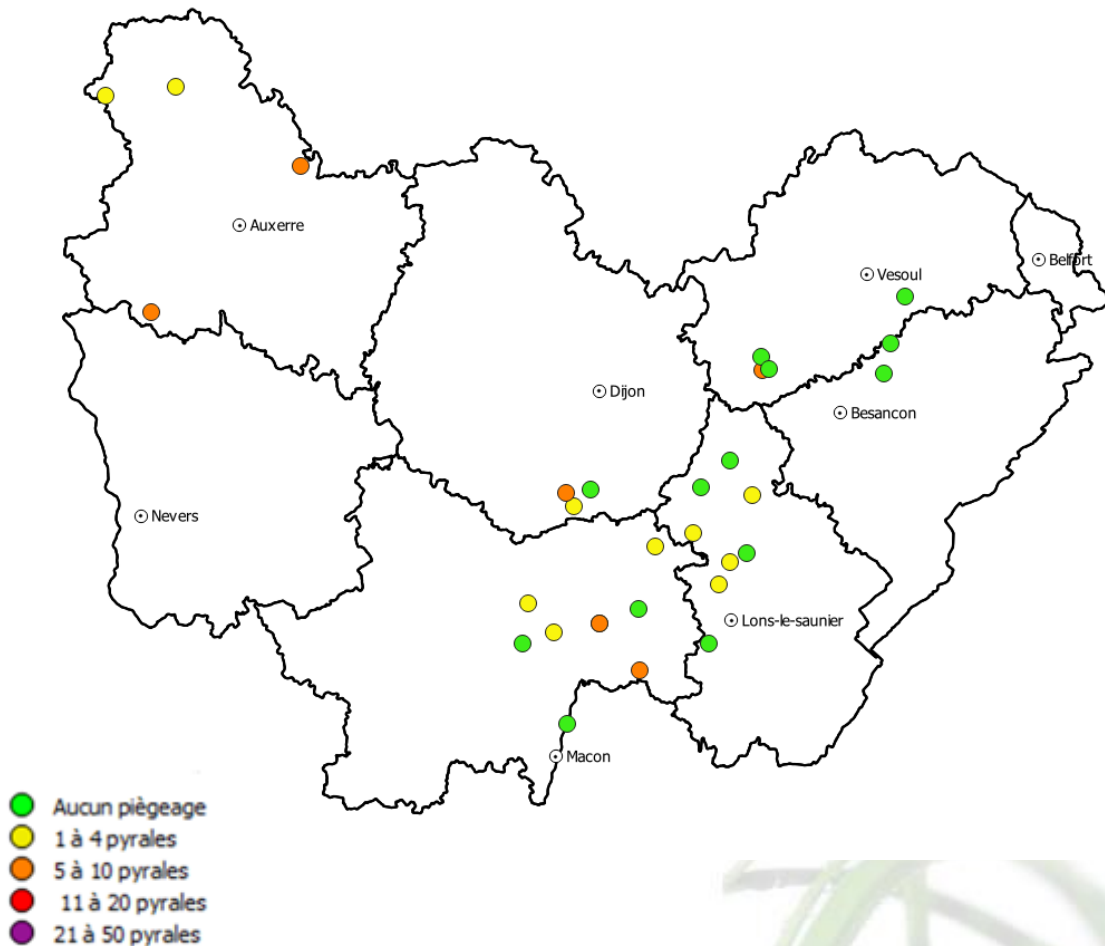 Auxerre
Belfort
Vesoul
Dijon
Besancon
Nevers
Lons-le-saunier
Macon
Aucun piègeage
1 à 4 pyrales
5 à 10 pyrales
11 à 20 pyrales
21 à 50 pyrales